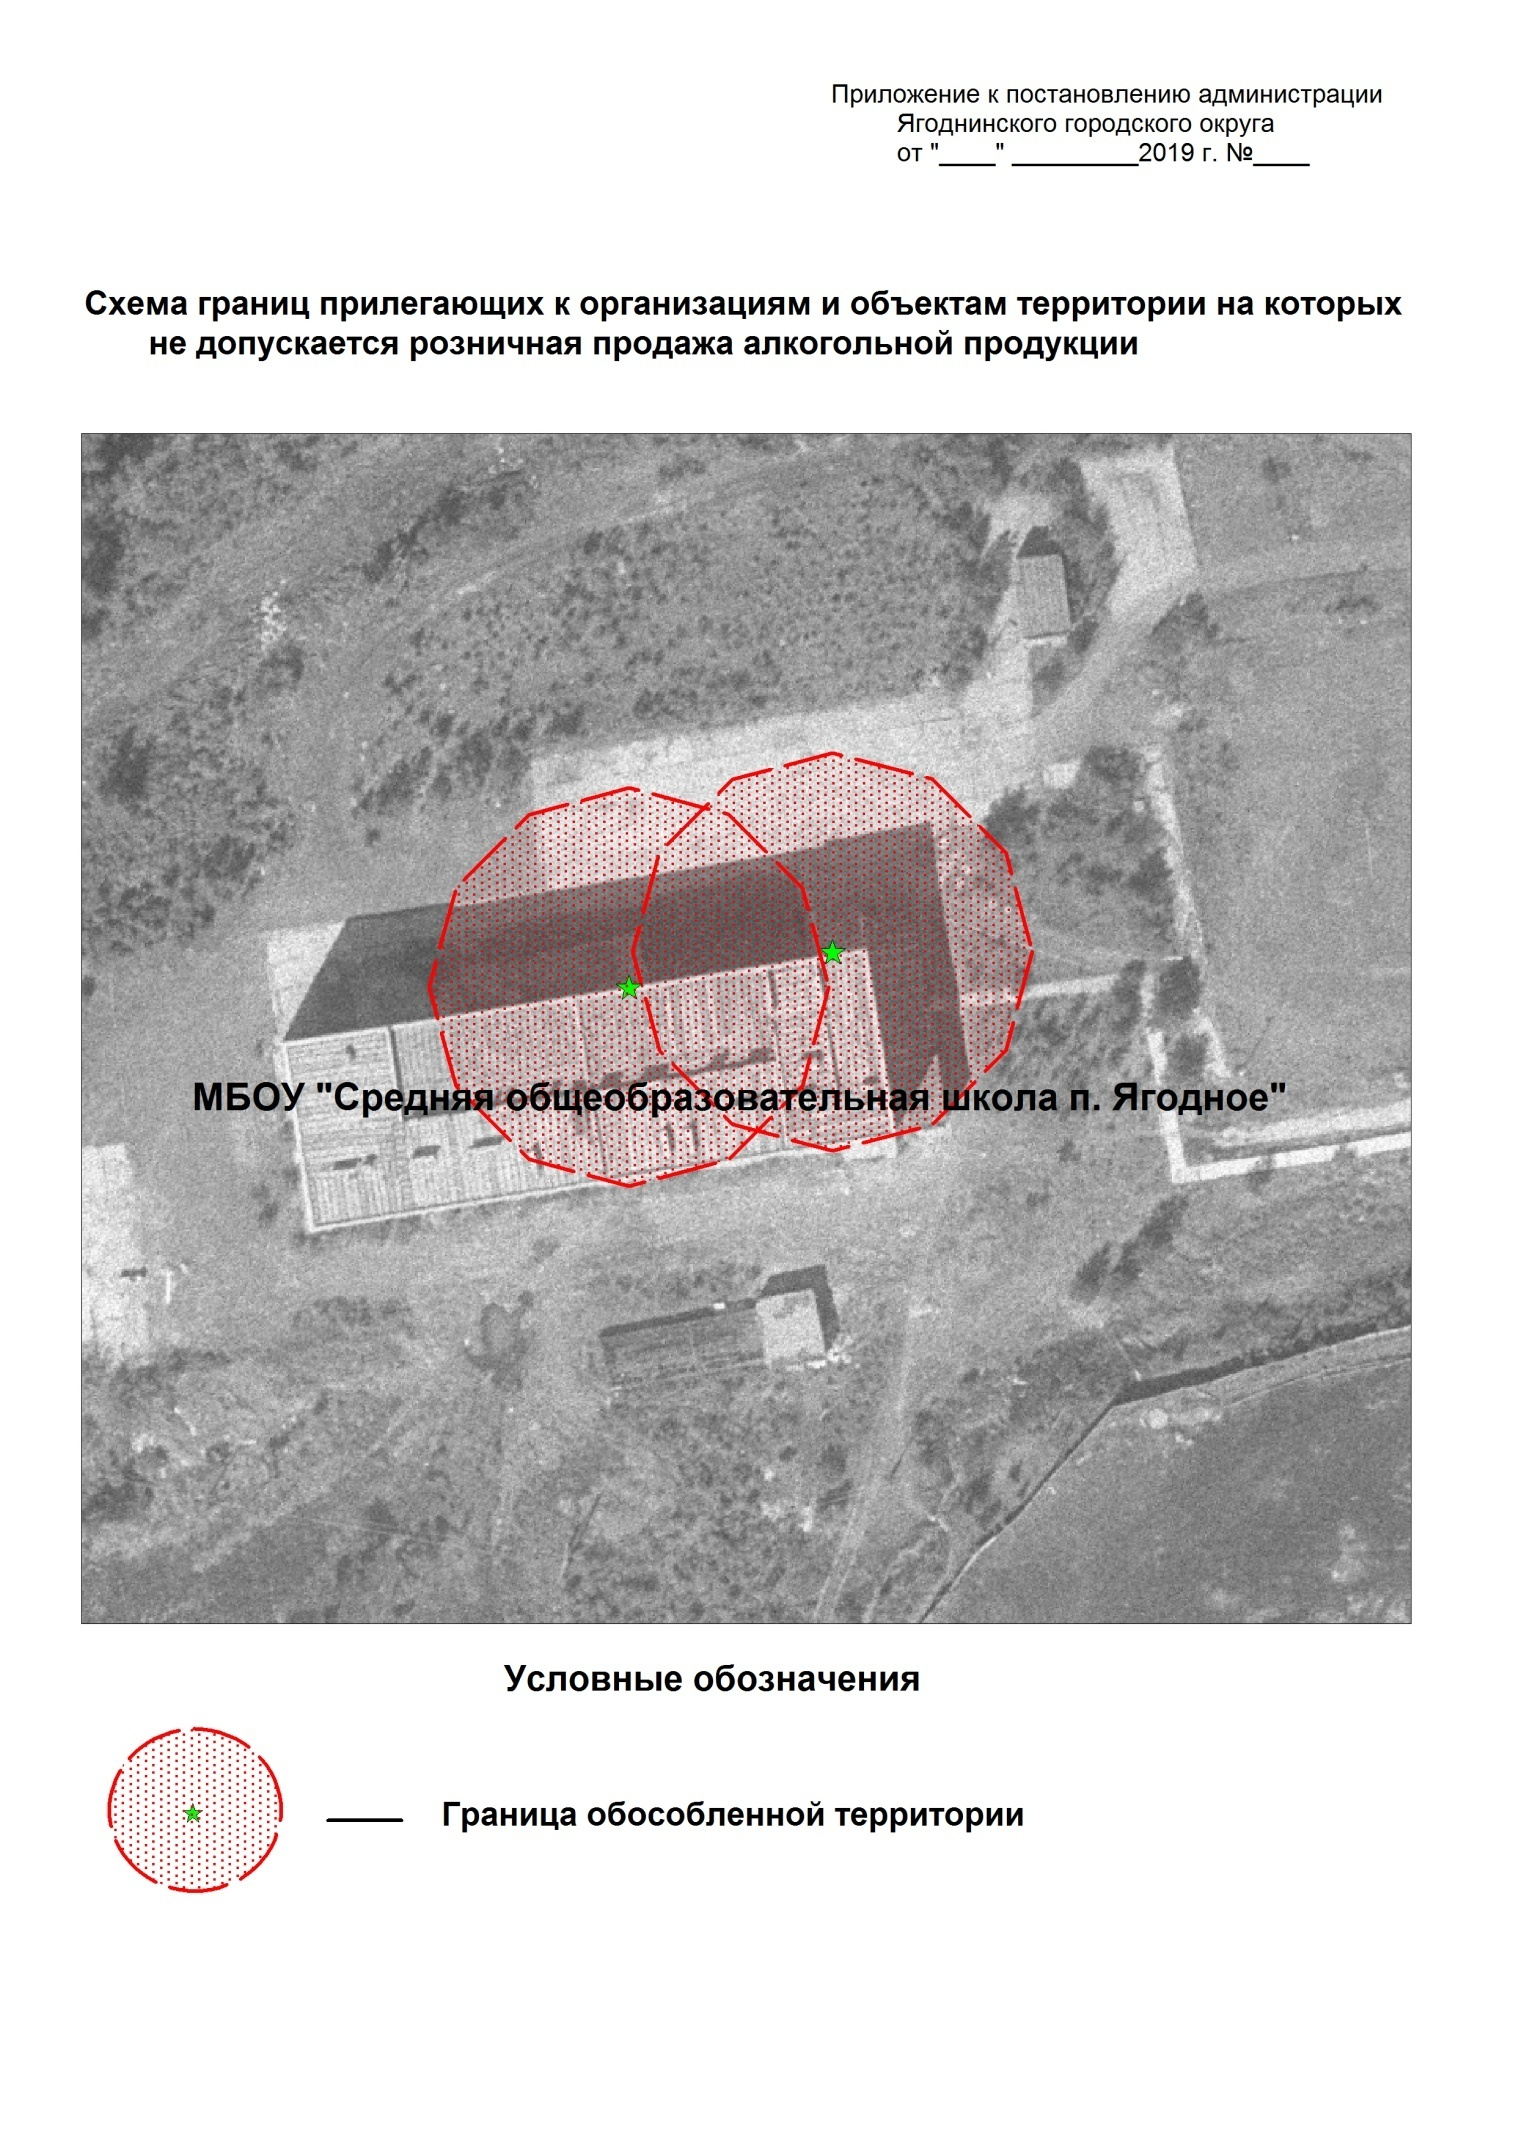 Приложение к постановлению администрации
Ягоднинского городского округа
от "____" _________2019 г. №____
Схема границ прилегающих к организациям и объектам территории на которых
не допускается розничная продажа алкогольной продукции
МБОУ "Средняя общеобразовательная школа п. Ягодное"
Условные обозначения
Граница обособленной территории